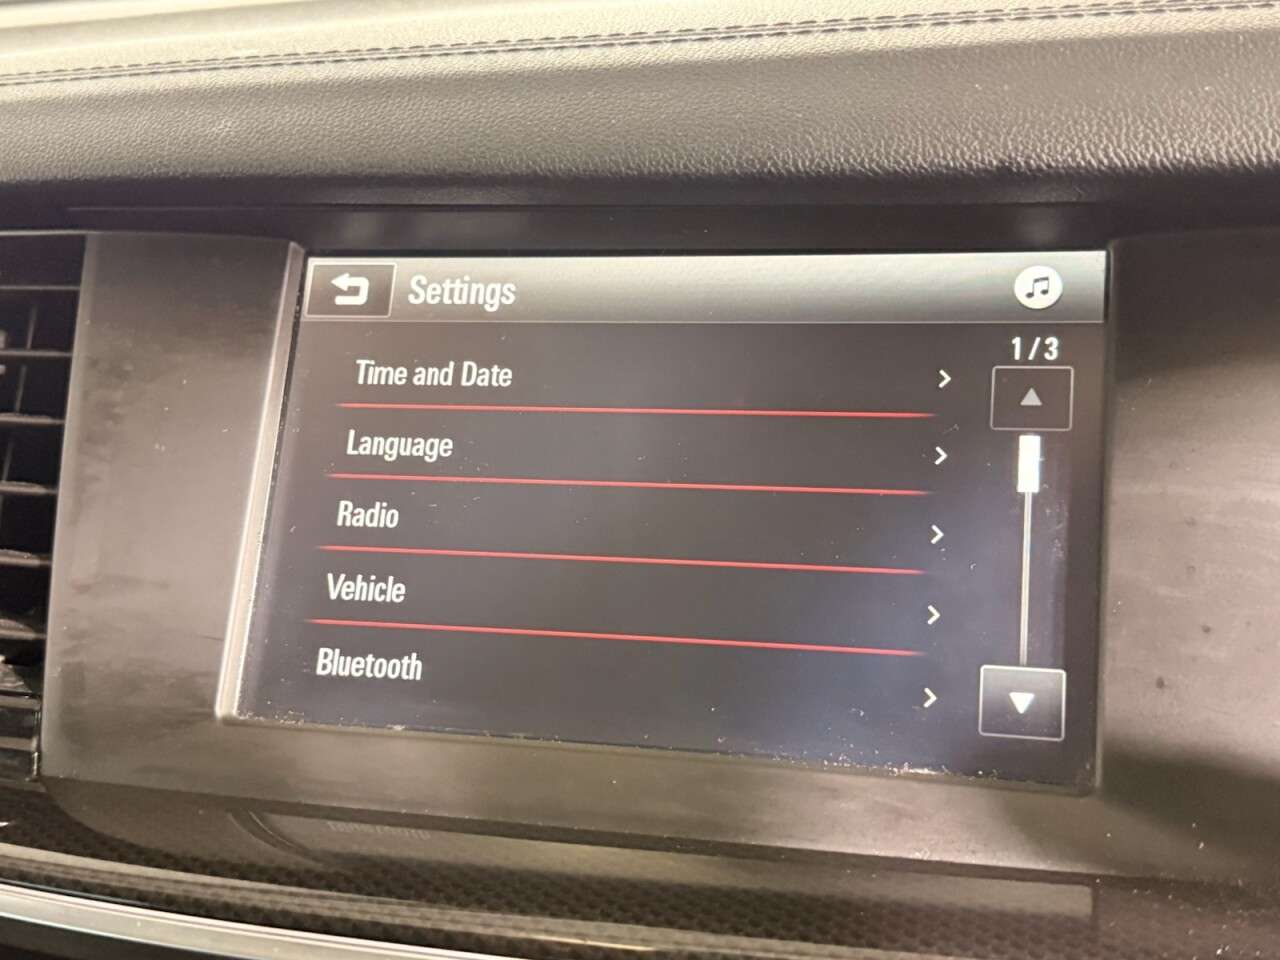 Settings
1/3
Time and Date
Language
Radio
Vehicle
Bluetooth